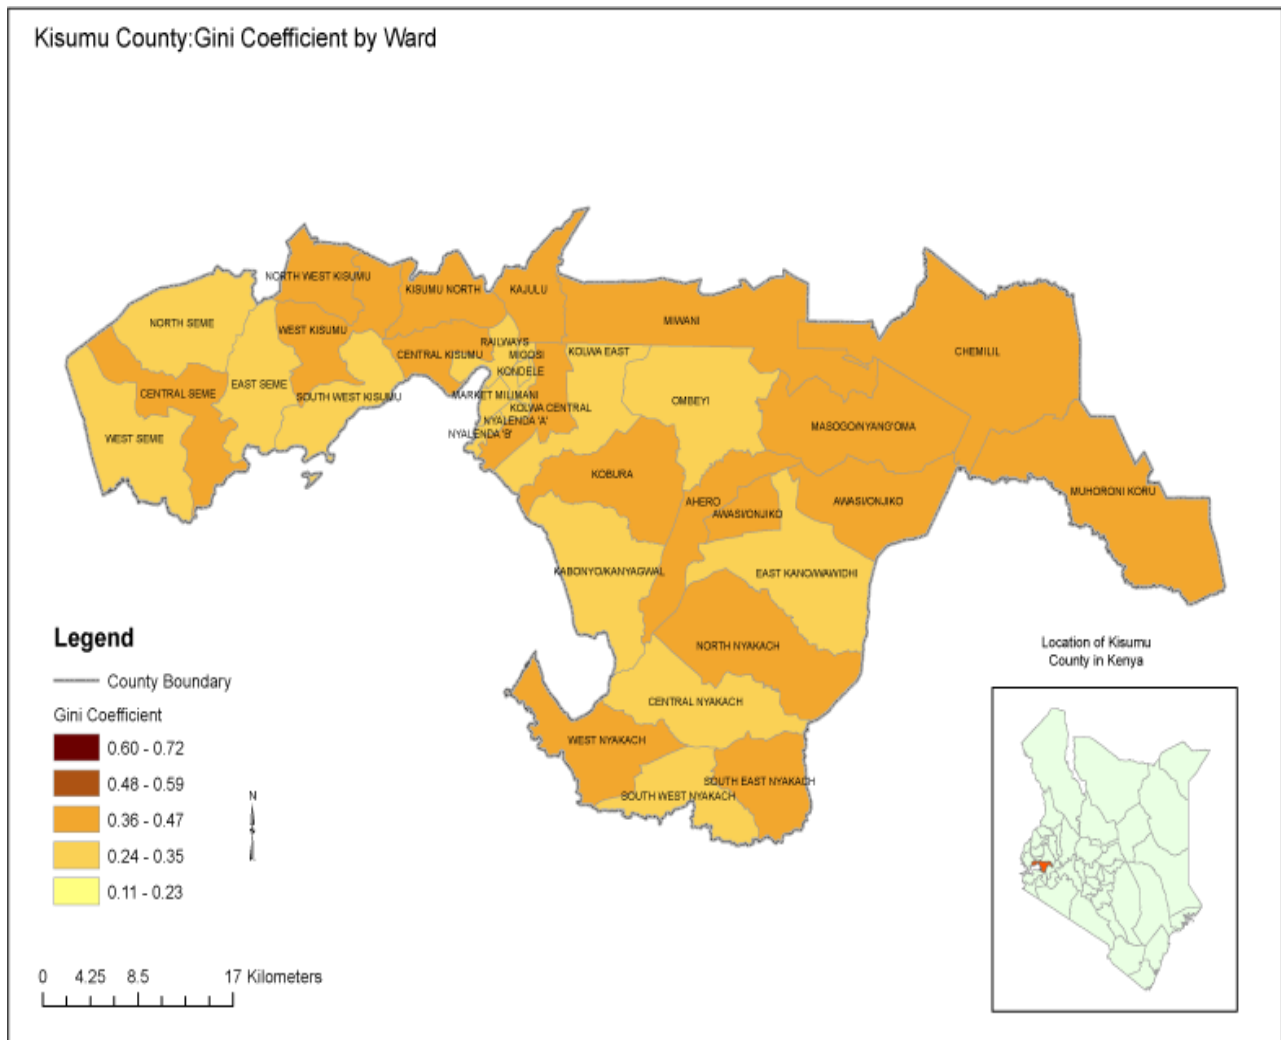 Kisumu County:Gini Coefficient by Ward
NORTH WEST KISUMU
KISUMU NORTH
KAJULU
NORTH SEME
WEST KISUMU
MIWANI
RAILWAYS
CENTRAL KISUMU
MIGOSI
KOLWA EAST
CHEMILIL
KONDELE
EAST SEME
CENTRAL SEME
SOUTH WEST KISUMU
MARKET MILIMANI
OMBEYI
KOLWA CENTRAL
NYALENDA 'A'
MASOGO/NYANG'OMA
WEST SEME
NYALENDA 'B'
KOBURA
MUHORONI KORU
AHERO
AWASI/ONJIKO
AWASI/ONJIKO
KABONYO/KANYAGWAL
EAST KANO/WAWIDHI
NORTH NYAKACH
CENTRAL NYAKACH
WEST NYAKACH
SOUTH EAST NYAKACH
SOUTH WEST NYAKACH
Legend
County Boundary
Gini Coefficient
0.60 - 0.72
0.48 - 0.59
0.36 - 0.47
0.24 - 0.35
0.11 - 0.23
N
0 4.25 8.5 17 Kilometers
Location of Kisumu
County in Kenya